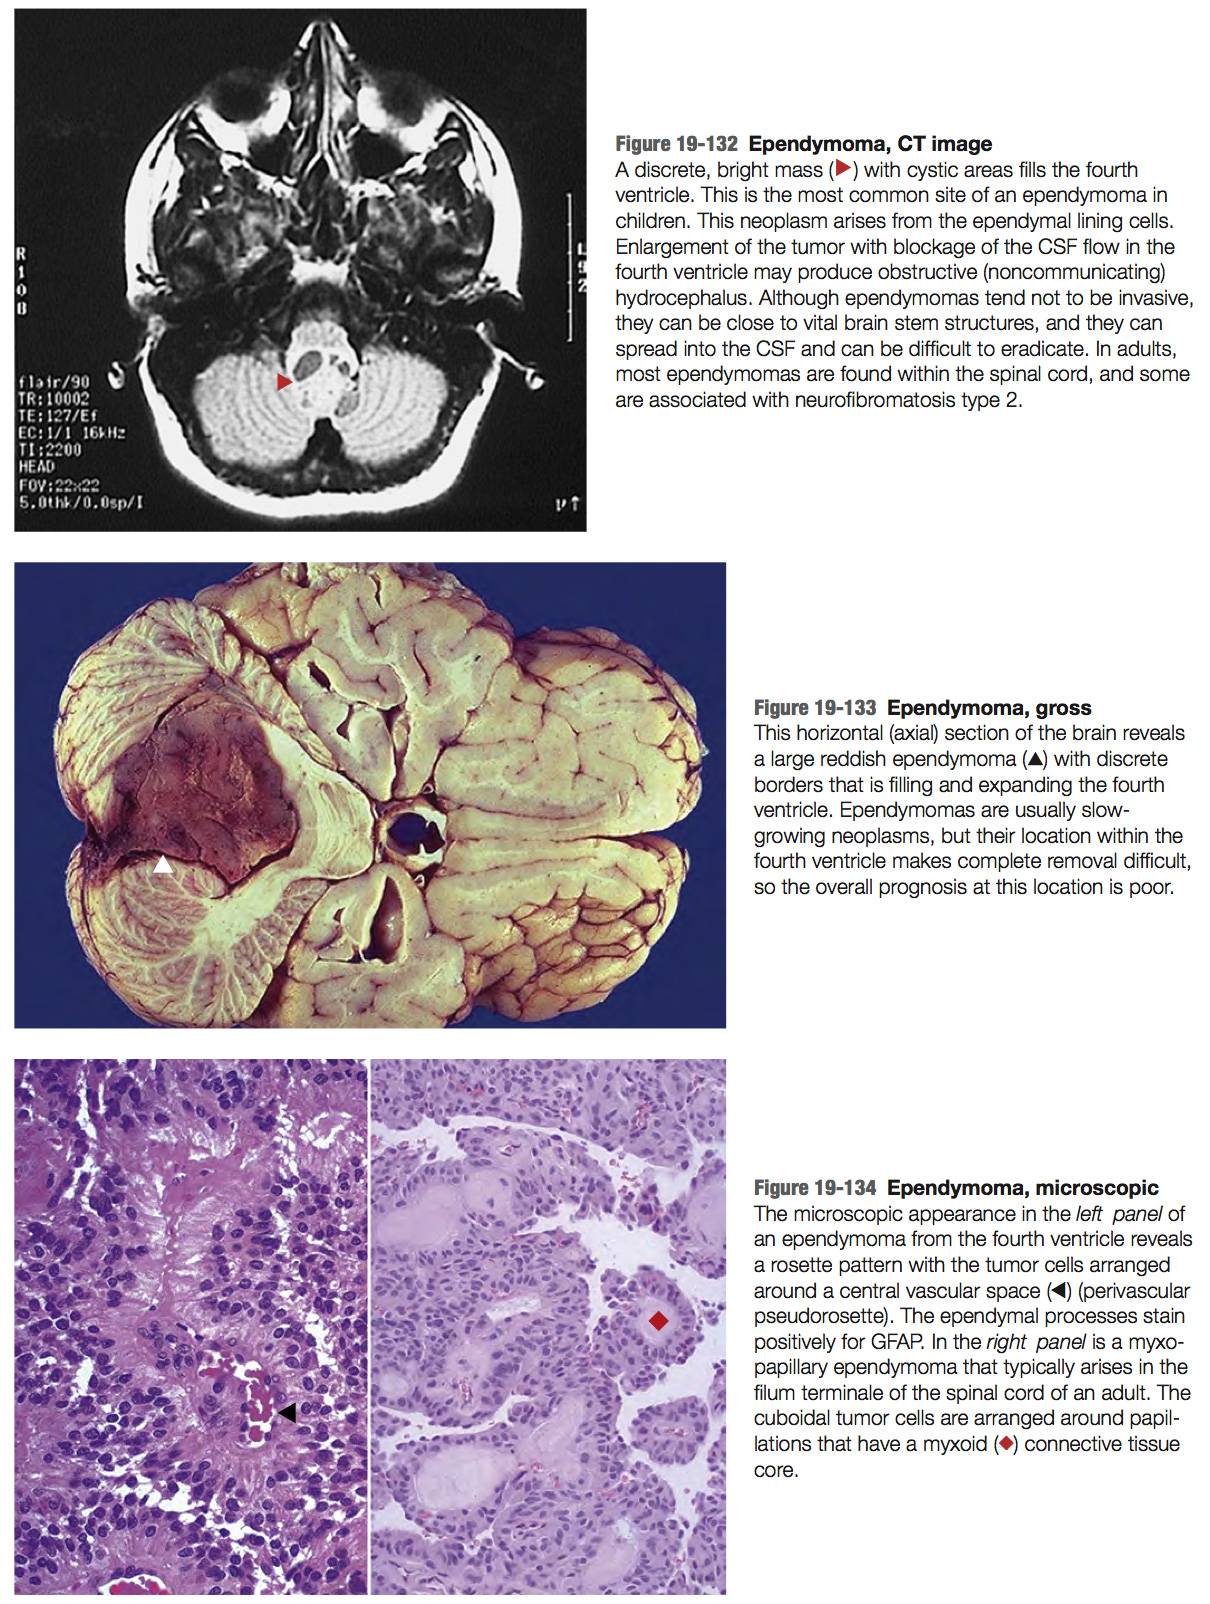 R
1
0
8
L
9
2
flair/90
TR:10002
TE:127/Ef
EC:1/1 16kHz
TI:2200
HEAD
FOV:22x22
5.0thk/0.0sp/I
Figure 19-132 Ependymoma, CT image
A discrete, bright mass (▶) with cystic areas fills the fourth
ventricle. This is the most common site of an ependymoma in
children. This neoplasm arises from the ependymal lining cells.
Enlargement of the tumor with blockage of the CSF flow in the
fourth ventricle may produce obstructive (noncommunicating)
hydrocephalus. Although ependymomas tend not to be invasive,
they can be close to vital brain stem structures, and they can
spread into the CSF and can be difficult to eradicate. In adults,
most ependymomas are found within the spinal cord, and some
are associated with neurofibromatosis type 2.
Figure 19-133 Ependymoma, gross
This horizontal (axial) section of the brain reveals
a large reddish ependymoma (▲) with discrete
borders that is filling and expanding the fourth
ventricle. Ependymomas are usually slow-
growing neoplasms, but their location within the
fourth ventricle makes complete removal difficult,
so the overall prognosis at this location is poor.
Figure 19-134 Ependymoma, microscopic
The microscopic appearance in the left panel of
an ependymoma from the fourth ventricle reveals
a rosette pattern with the tumor cells arranged
around a central vascular space (◀) (perivascular
pseudorosette). The ependymal processes stain
positively for GFAP. In the right panel is a myxo-
papillary ependymoma that typically arises in the
filum terminale of the spinal cord of an adult. The
cuboidal tumor cells are arranged around papil-
lations that have a myxoid (◆) connective tissue
core.